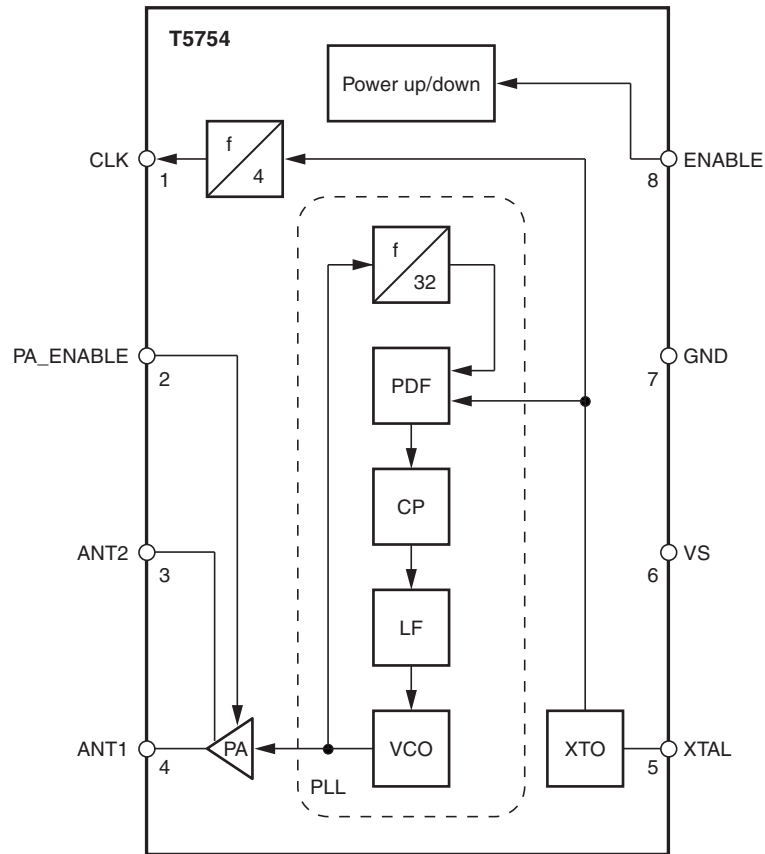 T5754
Power up/down
CLK
1
f
4
ENABLE
8
f
32
PA_ENABLE
2
PDF
GND
7
CP
ANT2
3
VS
6
LF
ANT1
4
PA
VCO
XTO
XTAL
5
PLL